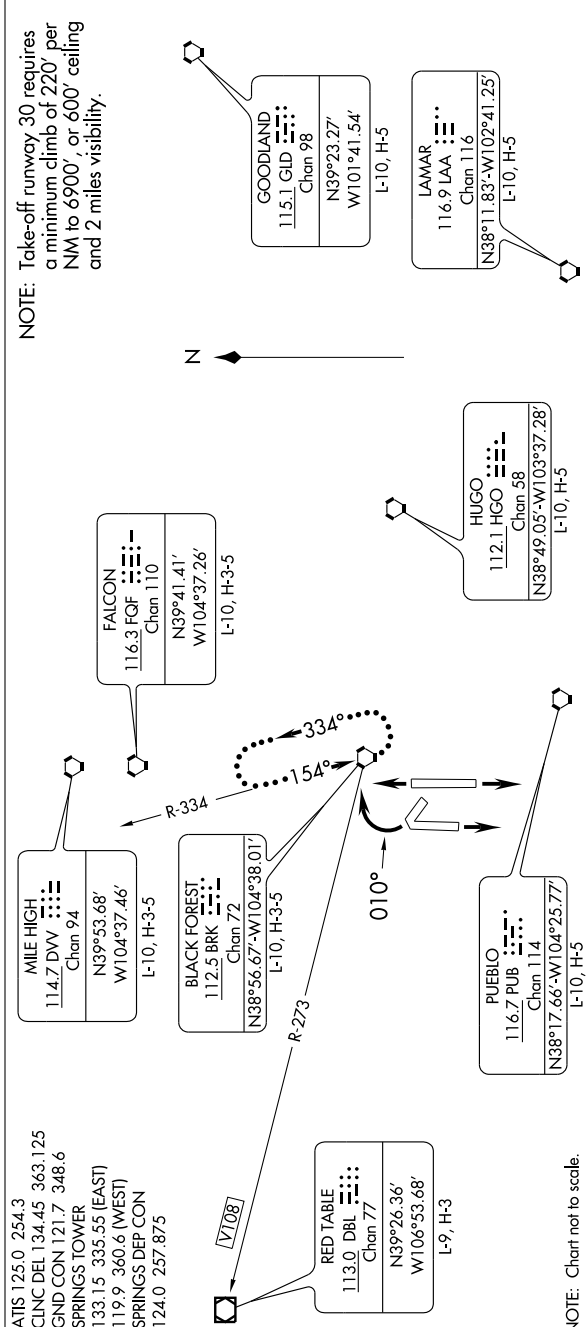 ATIS 125.0 254.3
CLNC DEL 134.45 363.125
GND CON 121.7 348.6
SPRINGS TOWER
133.15 335.55 (EAST)
119.9 360.6 (WEST)
SPRINGS DEP CON
124.0 257.875
NOTE: Take-off runway 30 requires
a minimum climb of 220' per
NM to 6900', or 600' ceiling
and 2 miles visibility.
MILE HIGH
114.7 DVV
Chan 94
N39°53.68'
W104°37.46'
L-10, H-3-5
FALCON
116.3 FQF
Chan 110
N39°41.41'
W104°37.26'
L-10, H-3-5
N
GOODLAND
115.1 GLD
Chan 98
N39°23.27'
W101°41.54'
L-10, H-5
V108
R-334
BLACK FOREST
112.5 BRK
Chan 72
N38°56.67'-W104°38.01'
L-10, H-3-5
334°
154°
R-273
RED TABLE
113.0 DBL
Chan 77
N39°26.36'
W106°53.68'
L-9, H-3
010°
LAMAR
116.9 LAA
Chan 116
N38°11.83'-W102°41.25'
L-10, H-5
HUGO
112.1 HGO
Chan 58
N38°49.05'-W103°37.28'
L-10, H-5
PUEBLO
116.7 PUB
Chan 114
N38°17.66'-W104°25.77'
L-10, H-5
NOTE: Chart not to scale.